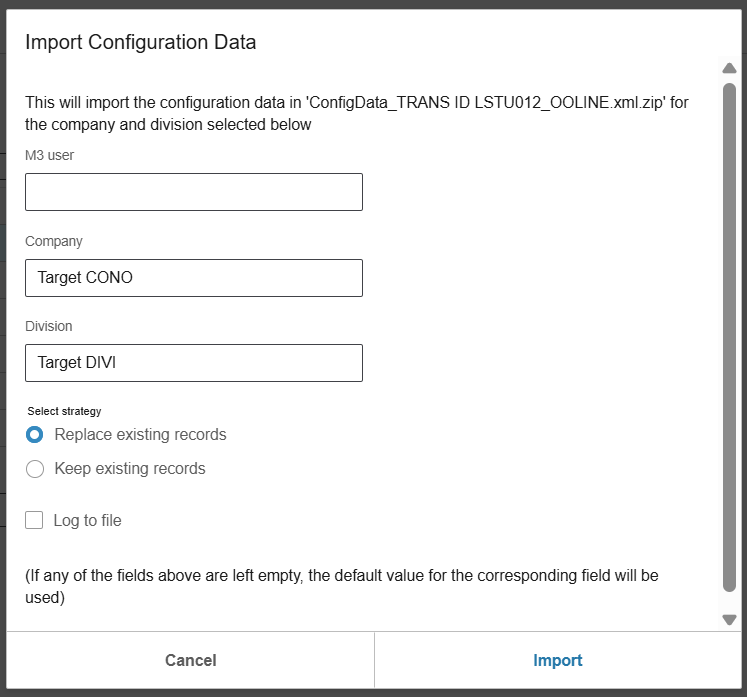 Import Configuration Data
This will import the configuration data in 'ConfigData_TRANS ID LSTU012_OOLINE.xml.zip' for
the company and division selected below
M3 user
Company
Target CONO
Division
Target DIVI
Select strategy
Replace existing records
Keep existing records
Log to file
(If any of the fields above are left empty, the default value for the corresponding field will be
used)
Cancel
Import